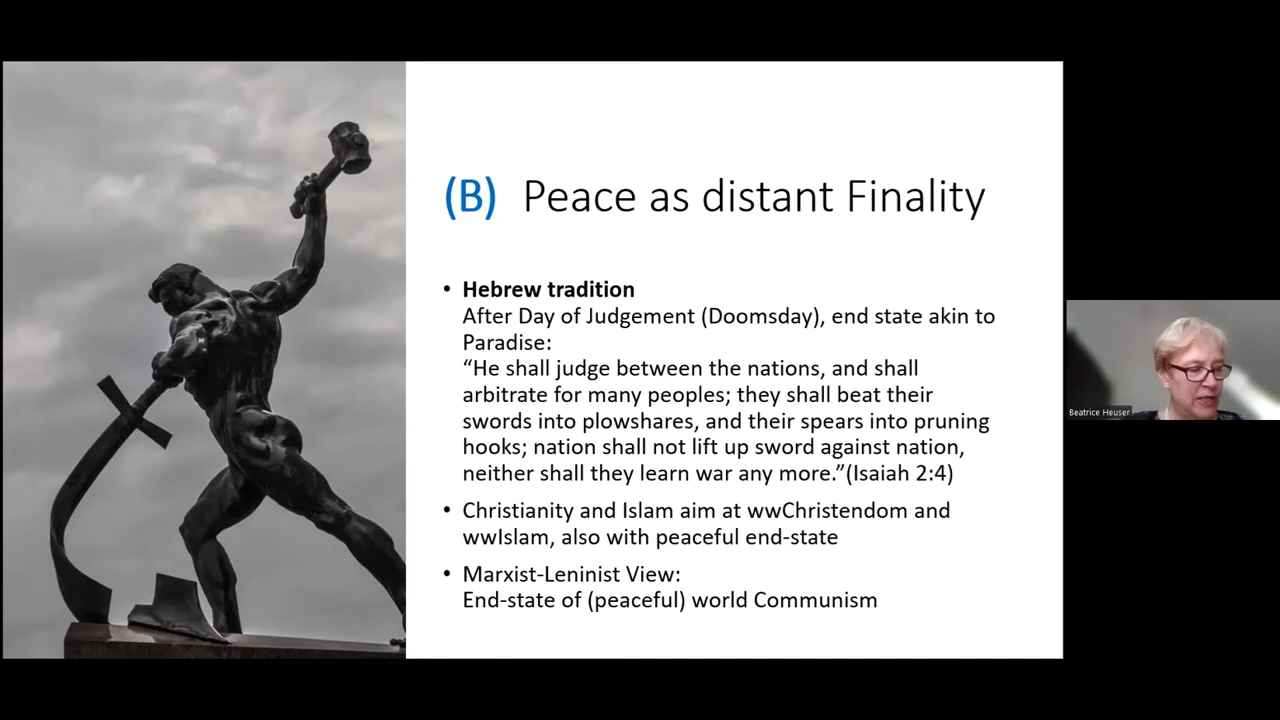 (B) Peace as distant Finality
• Hebrew tradition
After Day of Judgement (Doomsday), end state akin to
Paradise:
“He shall judge between the nations, and shall
arbitrate for many peoples; they shall beat their
swords into plowshares, and their spears into pruning
hooks; nation shall not lift up sword against nation,
neither shall they learn war any more.”(Isaiah 2:4)
• Christianity and Islam aim at wwChristendom and
wwIslam, also with peaceful end-state
• Marxist-Leninist View:
End-state of (peaceful) world Communism
Beatrice Heuser